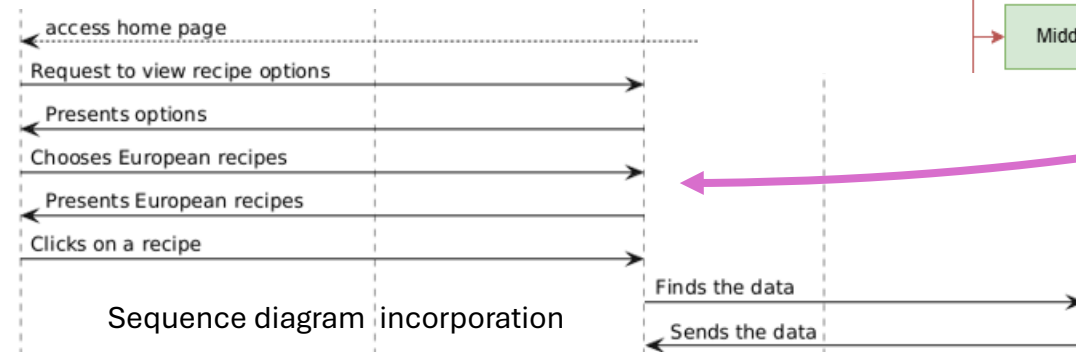 access home page
Midd
Request to view recipe options
Presents options
Chooses European recipes
Presents European recipes
Clicks on a recipe
Finds the data
Sequence diagram incorporation
Sends the data